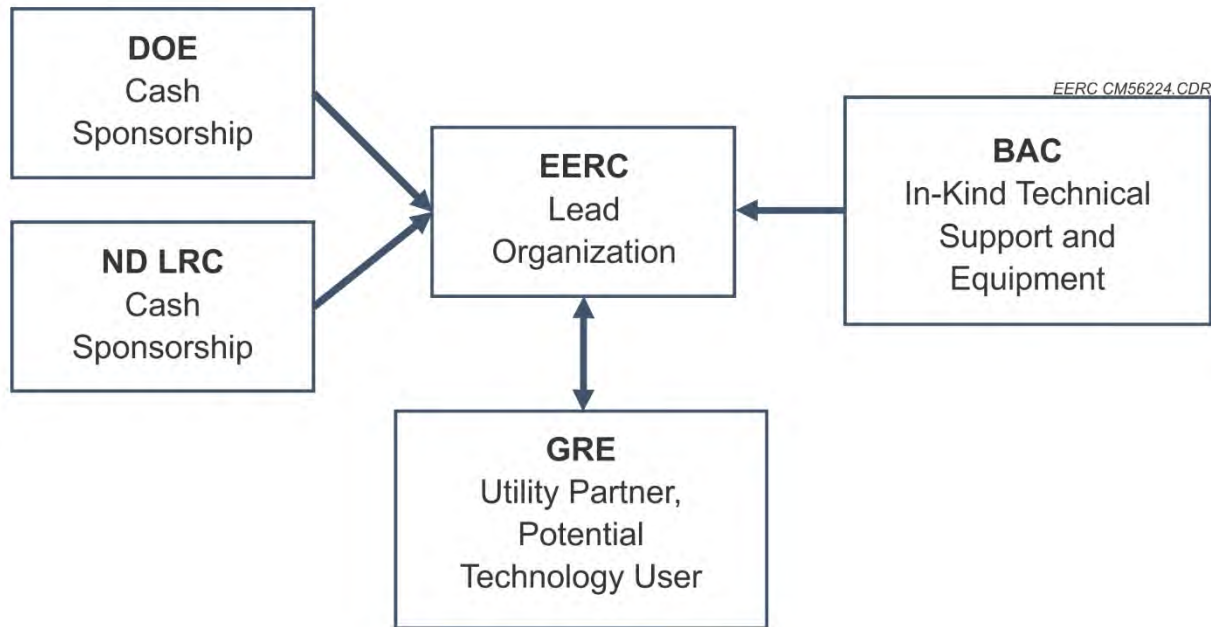 DOE
Cash
Sponsorship
ND LRC
Cash
Sponsorship
EERC
Lead
Organization
EERC CM56224.CDR
BAC
In-Kind Technical
Support and
Equipment
GRE
Utility Partner,
Potential
Technology User